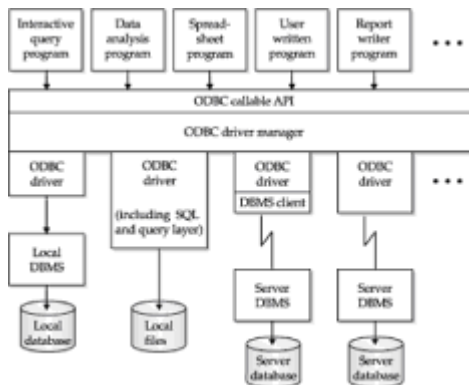 Interactive
query
program
Data
analysis
program
Spread-
sheet
program
User
written
program
Report
writer
program
ODBC callable API
ODBC driver manager
ODBC
driver
ODBC
driver
(including SQL
and query layer)
ODBC
driver
DBMS client
ODBC
driver
Local
DBMS
Server
DBMS
Server
DBMS
Local
database
Local
files
Server
database
Server
database